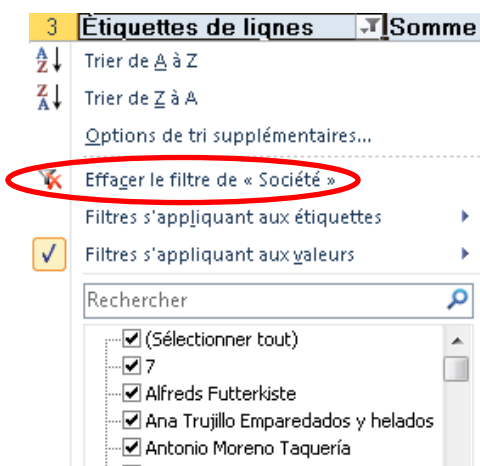 3 Étiquettes de lignes Somme
Trier de A à Z
Trier de Z à A
Options de tri supplémentaires...
Effacer le filtre de « Société »
Filtres s'appliquant aux étiquettes
Filtres s'appliquant aux valeurs
Rechercher
(Sélectionner tout)
7
Alfreds Futterkiste
Ana Trujillo Emparedados y helados
Antonio Moreno Taquería